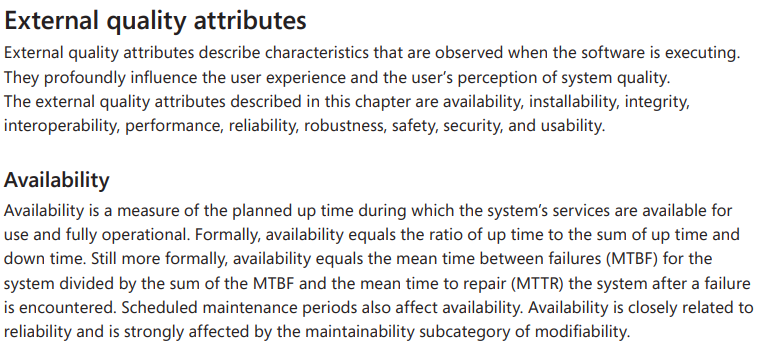 External quality attributes
External quality attributes describe characteristics that are observed when the software is executing.
They profoundly influence the user experience and the user’s perception of system quality.
The external quality attributes described in this chapter are availability, installability, integrity,
interoperability, performance, reliability, robustness, safety, security, and usability.
Availability
Availability is a measure of the planned up time during which the system’s services are available for
use and fully operational. Formally, availability equals the ratio of up time to the sum of up time and
down time. Still more formally, availability equals the mean time between failures (MTBF) for the
system divided by the sum of the MTBF and the mean time to repair (MTTR) the system after a failure
is encountered. Scheduled maintenance periods also affect availability. Availability is closely related to
reliability and is strongly affected by the maintainability subcategory of modifiability.